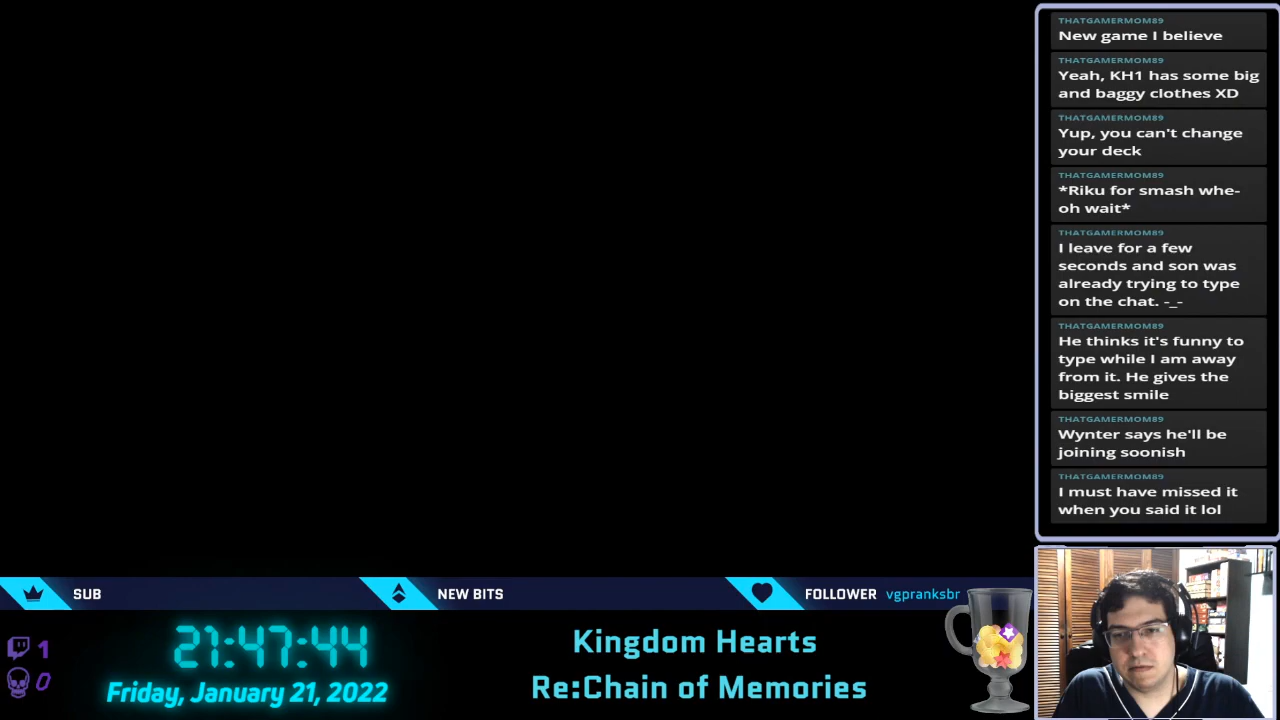 THATGAMERMOM89
New game I believe
THATGAMERMOM89
Yeah, KH1 has some big
and baggy clothes XD
THATGAMERMOM89
Yup, you can't change
your deck
THATGAMERMOM89
*Riku for smash whe-
oh wait*
THATGAMERMOM89
I leave for a few
seconds and son was
already trying to type
on the chat. -_-
THATGAMERMOM89
He thinks it's funny to
type while I am away
from it. He gives the
biggest smile
THATGAMERMOM89
Wynter says he'll be
joining soonish
THATGAMERMOM89
I must have missed it
when you said it lol
SUB
NEW BITS
FOLLOWER vgpranksbr
1
0
21:47:44
Friday, January 21, 2022
Kingdom Hearts
Re:Chain of Memories